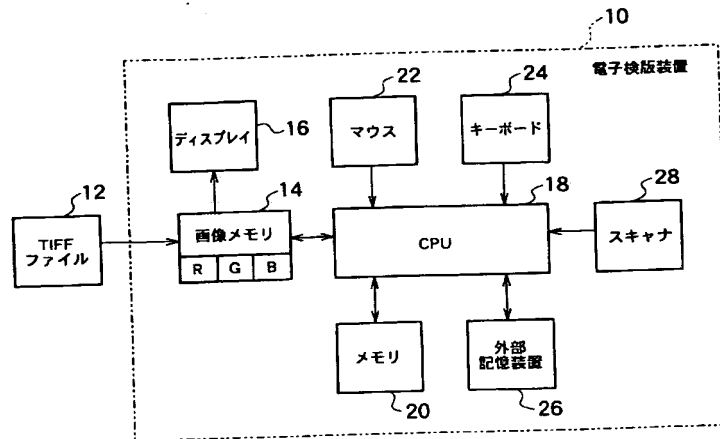 10
電子検版装置
22
24
ディスプレイ
16
マウス
キーボード
12
14
18
28
TIFF
ファイル
画像メモリ
R G B
CPU
スキャナ
メモリ
外部
記憶装置
20
26